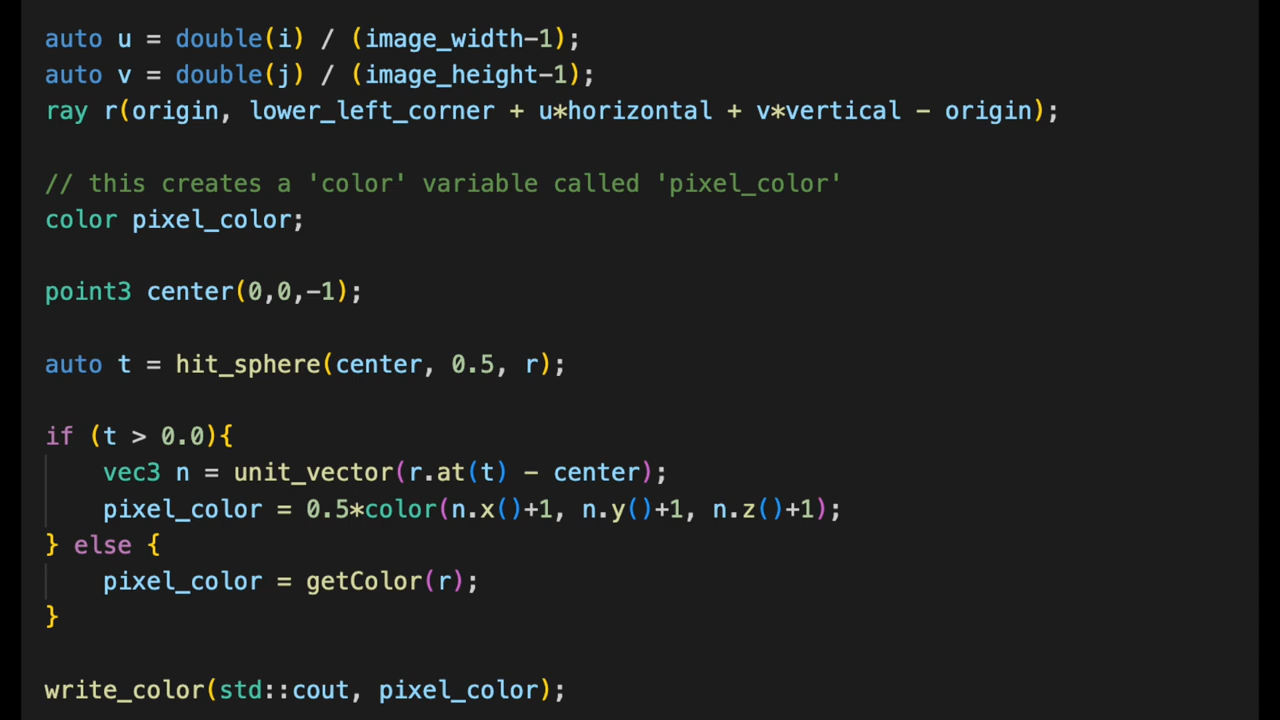 auto u = double(i) / (image_width-1);
auto v = double(j) / (image_height-1);
ray r(origin, lower_left_corner + u*horizontal + v*vertical - origin);
// this creates a 'color' variable called 'pixel_color'
color pixel_color;
point3 center(0,0,-1);
auto t = hit_sphere(center, 0.5, r);
if (t > 0.0){
    vec3 n = unit_vector(r.at(t) - center);
    pixel_color = 0.5*color(n.x()+1, n.y()+1, n.z()+1);
} else {
    pixel_color = getColor(r);
}
write_color(std::cout, pixel_color);